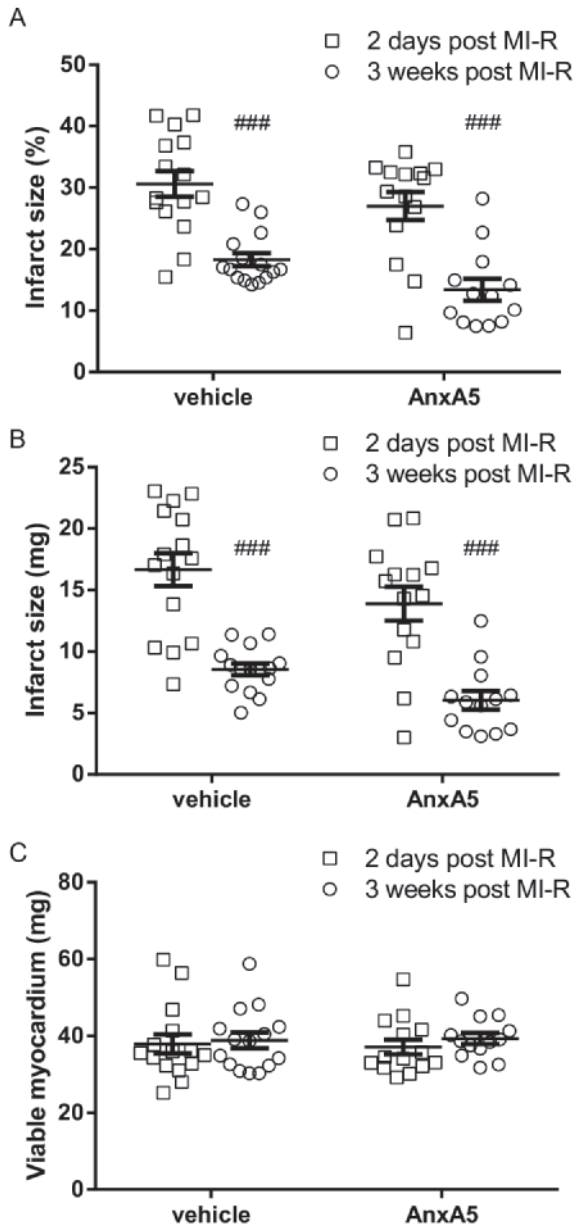 A
2 days post MI-R
3 weeks post MI-R
50
40
30
20
10
0
Infarct size (%)
###
###
vehicle
AnxA5
B
2 days post MI-R
3 weeks post MI-R
25
20
15
10
5
0
Infarct size (mg)
###
###
vehicle
AnxA5
C
2 days post MI-R
3 weeks post MI-R
80
60
40
20
0
Viable myocardium (mg)
vehicle
AnxA5